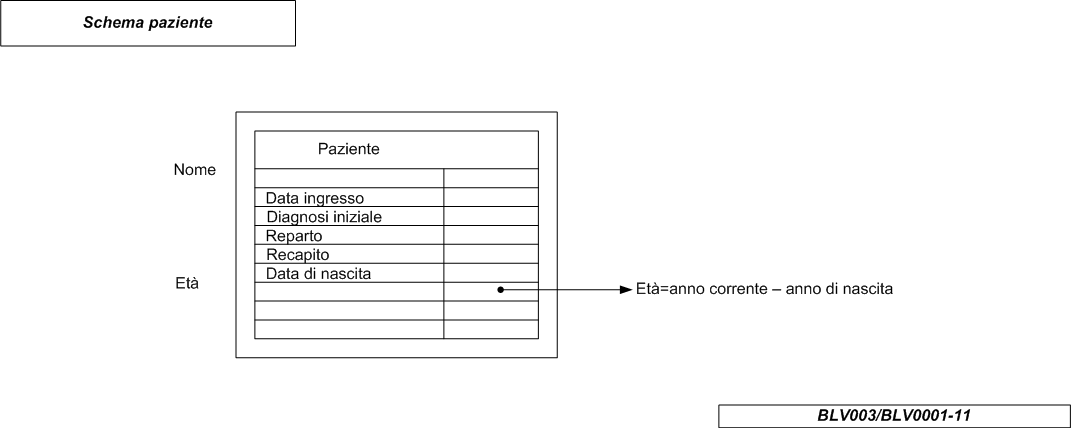 Schema paziente
Paziente
Nome
Data ingresso
Diagnosi iniziale
Reparto
Recapito
Data di nascita
Età
Età=anno corrente – anno di nascita
BLV003/BLV0001-11